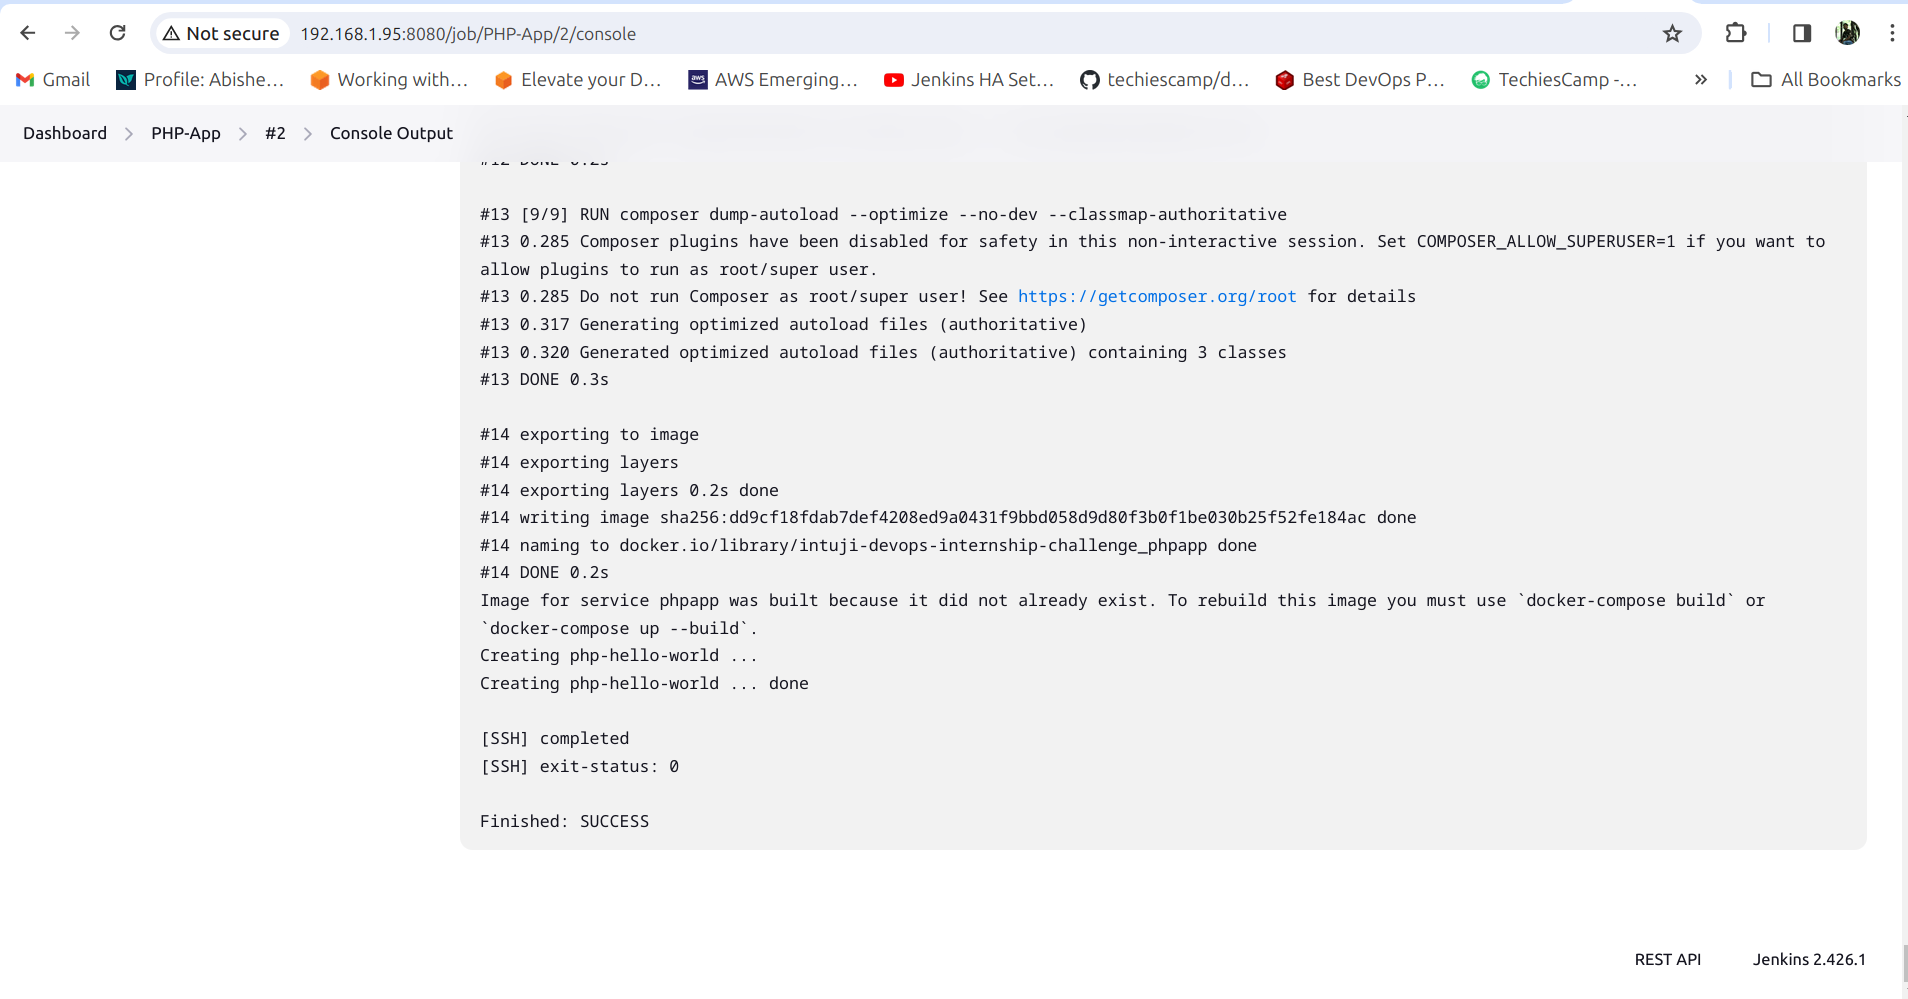 Not secure 192.168.1.95:8080/job/PHP-App/2/console
Gmail Profile: Abishe... Working with... Elevate your D... AWS Emerging... Jenkins HA Set... techiescamp/d... Best DevOps P... TechiesCamp -... » All Bookmarks
Dashboard > PHP-App > #2 > Console Output
#12 DONE 0.2s
#13 [9/9] RUN composer dump-autoload --optimize --no-dev --classmap-authoritative
#13 0.285 Composer plugins have been disabled for safety in this non-interactive session. Set COMPOSER_ALLOW_SUPERUSER=1 if you want to
allow plugins to run as root/super user.
#13 0.285 Do not run Composer as root/super user! See https://getcomposer.org/root for details
#13 0.317 Generating optimized autoload files (authoritative)
#13 0.320 Generated optimized autoload files (authoritative) containing 3 classes
#13 DONE 0.3s
#14 exporting to image
#14 exporting layers
#14 exporting layers 0.2s done
#14 writing image sha256:dd9cf18fdab7def4208ed9a0431f9bbd058d9d80f3b0f1be030b25f52fe184ac done
#14 naming to docker.io/library/intuji-devops-internship-challenge_phpapp done
#14 DONE 0.2s
Image for service phpapp was built because it did not already exist. To rebuild this image you must use `docker-compose build` or
`docker-compose up --build`.
Creating php-hello-world ...
Creating php-hello-world ... done
[SSH] completed
[SSH] exit-status: 0
Finished: SUCCESS
REST API Jenkins 2.426.1